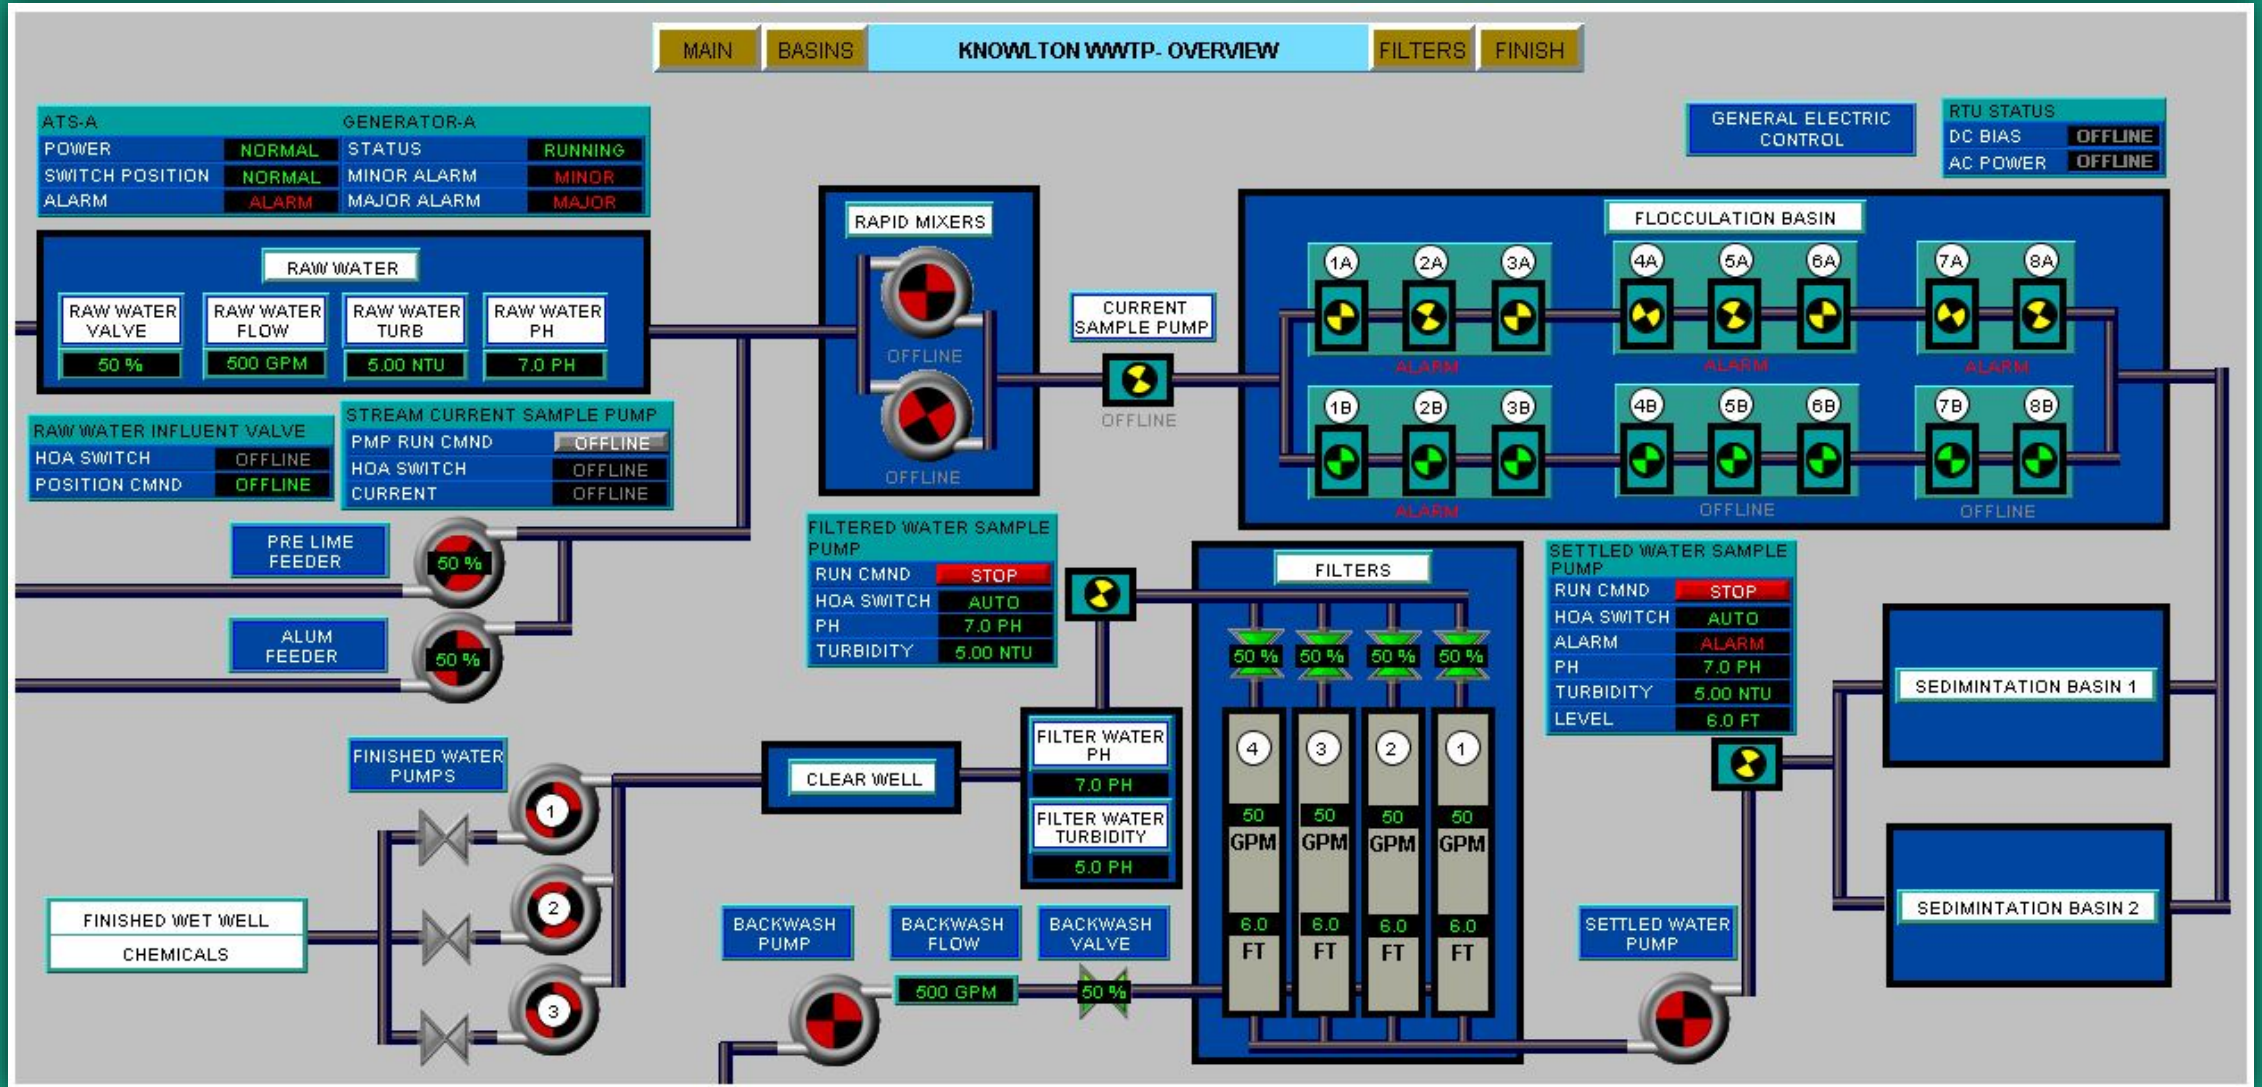 MAIN
BASINS
KNOWLTON WWTP- OVERVIEW
FILTERS
FINISH
ATS-A GENERATOR-A
POWER NORMAL STATUS RUNNING
SWITCH POSITION NORMAL MINOR ALARM MINOR
ALARM ALARM MAJOR ALARM MAJOR
GENERAL ELECTRIC
CONTROL
RTU STATUS
DC BIAS OFFLINE
AC POWER OFFLINE
RAW WATER
RAW WATER
VALVE
50 %
RAW WATER
FLOW
500 GPM
RAW WATER
TURB
5.00 NTU
RAW WATER
PH
7.0 PH
RAPID MIXERS
OFFLINE
OFFLINE
CURRENT
SAMPLE PUMP
OFFLINE
FLOCCULATION BASIN
1A 2A 3A 4A 5A 6A 7A 8A
ALARM ALARM ALARM
1B 2B 3B 4B 5B 6B 7B 8B
ALARM OFFLINE OFFLINE
RAW WATER INFLUENT VALVE
HOA SWITCH OFFLINE
POSITION CMND OFFLINE
STREAM CURRENT SAMPLE PUMP
PMP RUN CMND OFFLINE
HOA SWITCH OFFLINE
CURRENT OFFLINE
PRE LIME
FEEDER
50 %
ALUM
FEEDER
50 %
FILTERED WATER SAMPLE
PUMP
RUN CMND STOP
HOA SWITCH AUTO
PH 7.0 PH
TURBIDITY 5.00 NTU
FILTERS
50 % 50 % 50 % 50 %
4 3 2 1
50 50 50 50
GPM GPM GPM GPM
6.0 6.0 6.0 6.0
FT FT FT FT
SETTLED WATER SAMPLE
PUMP
RUN CMND STOP
HOA SWITCH AUTO
ALARM ALARM
PH 7.0 PH
TURBIDITY 5.00 NTU
LEVEL 6.0 FT
SEDIMINTATION BASIN 1
SEDIMINTATION BASIN 2
FINISHED WATER
PUMPS
1
2
3
CLEAR WELL
FILTER WATER
PH
7.0 PH
FILTER WATER
TURBIDITY
5.0 PH
FINISHED WET WELL
CHEMICALS
BACKWASH
PUMP
BACKWASH
FLOW
500 GPM
BACKWASH
VALVE
50 %
SETTLED WATER
PUMP